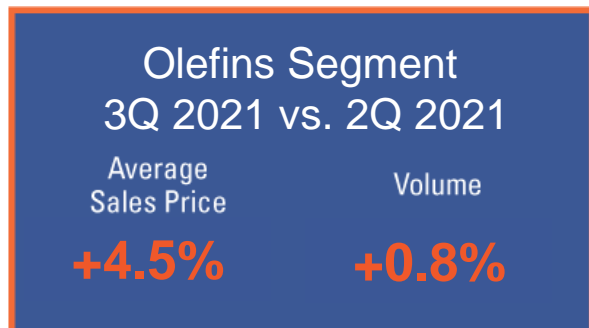 Olefins Segment
3Q 2021 vs. 2Q 2021
Average
Sales Price
Volume
+4.5%
+0.8%